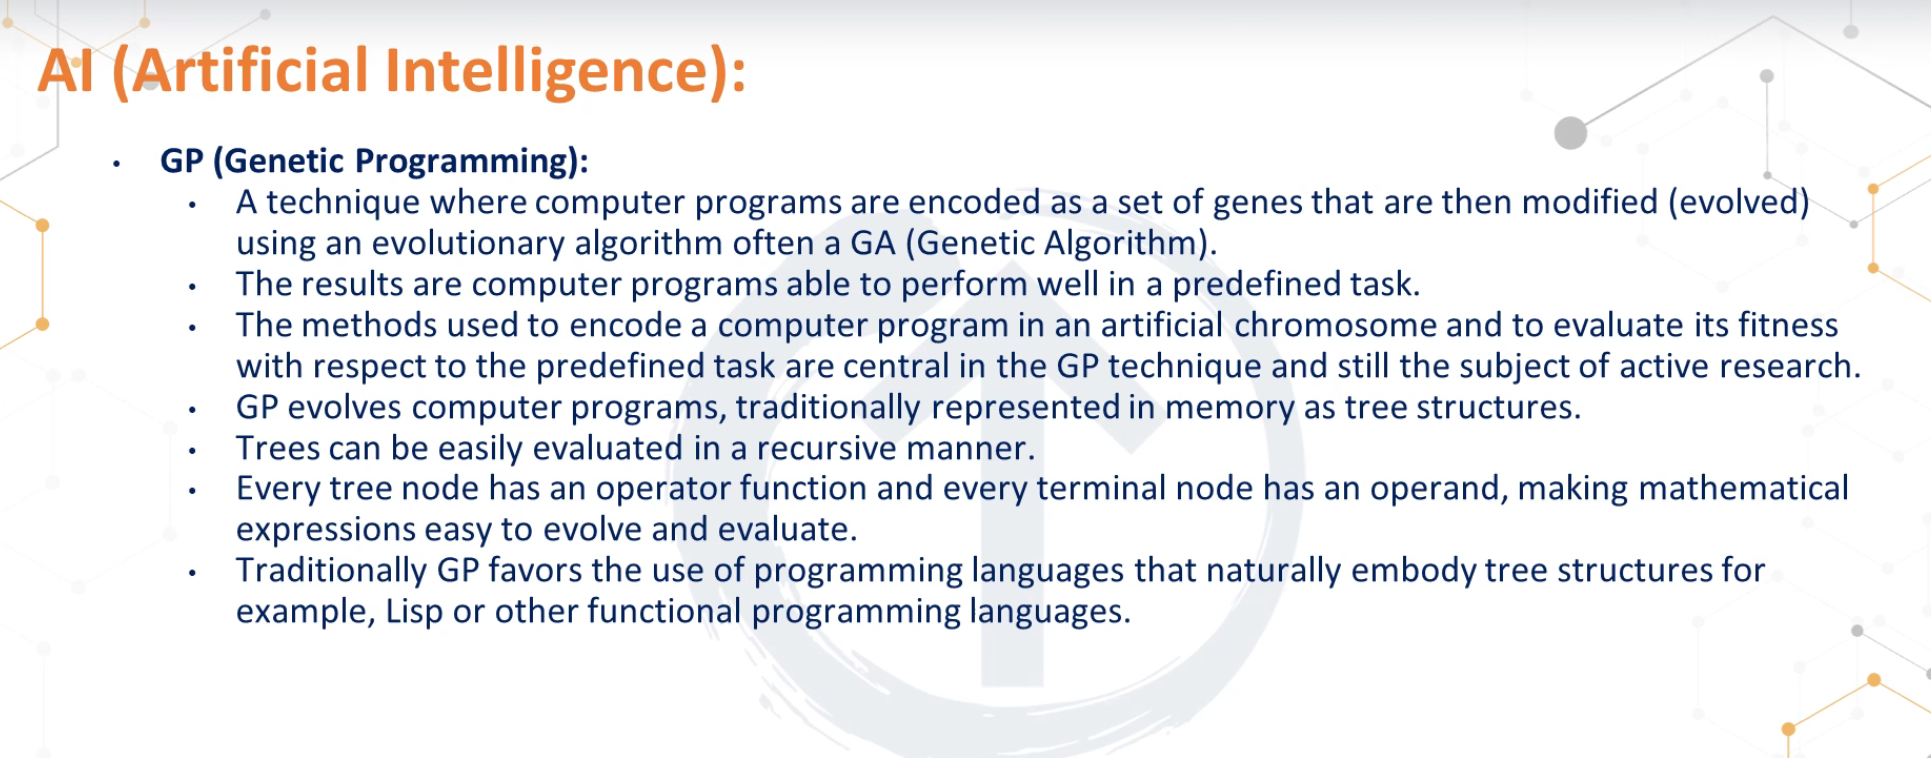 AI (Artificial Intelligence):
• GP (Genetic Programming):
• A technique where computer programs are encoded as a set of genes that are then modified (evolved)
using an evolutionary algorithm often a GA (Genetic Algorithm).
• The results are computer programs able to perform well in a predefined task.
• The methods used to encode a computer program in an artificial chromosome and to evaluate its fitness
with respect to the predefined task are central in the GP technique and still the subject of active research.
• GP evolves computer programs, traditionally represented in memory as tree structures.
• Trees can be easily evaluated in a recursive manner.
• Every tree node has an operator function and every terminal node has an operand, making mathematical
expressions easy to evolve and evaluate.
• Traditionally GP favors the use of programming languages that naturally embody tree structures for
example, Lisp or other functional programming languages.